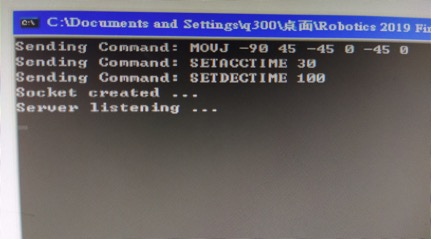 C:\Documents and Settings\q300\桌面\Robotics 2019 Fin
Sending Command: MOVJ -90 45 -45 0 -45 0
Sending Command: SETACCTIME 30
Sending Command: SETDECTIME 100
Socket created ...
Server listening ...